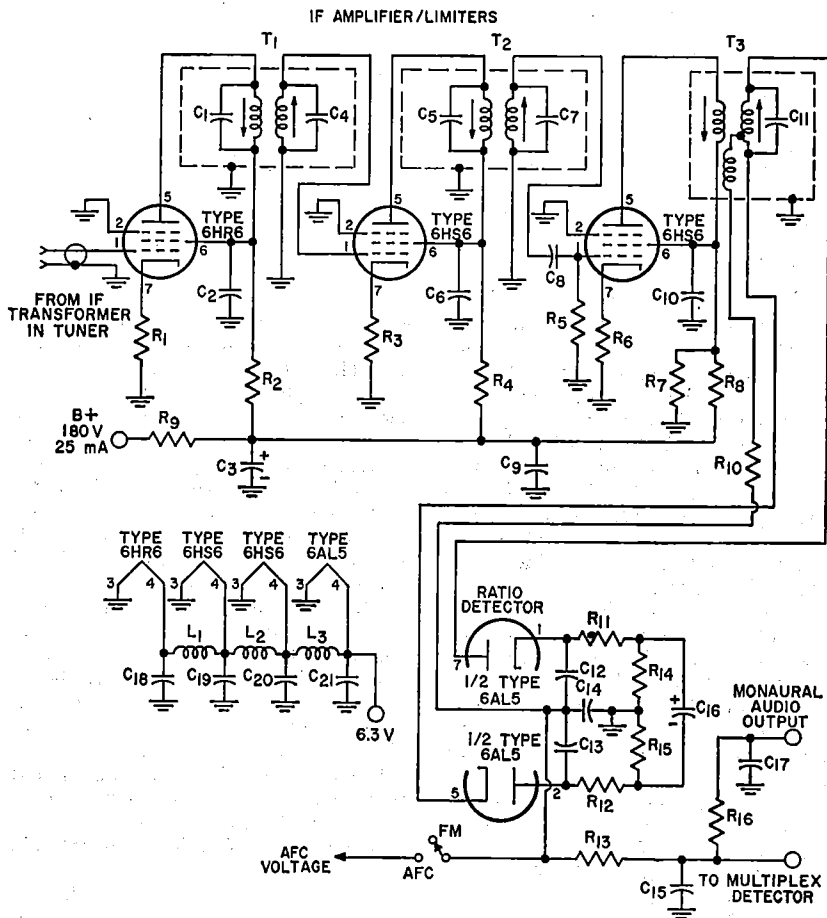 IF AMPLIFIER/LIMITERS
T1
T2
T3
C1
C4
C5
C7
C11
5
2
1
6
7
TYPE
6HR6
5
2
1
6
7
TYPE
6HS6
5
2
1
6
7
TYPE
6HS6
C8
FROM IF
TRANSFORMER
IN TUNER
C2
C6
C10
R1
R3
R5
R6
R2
R4
R7
R8
B+
180 V
25 mA
R9
C3
C9
R10
TYPE
6HR6
TYPE
6HS6
TYPE
6HS6
TYPE
6AL5
3
4
3
4
3
4
3
4
L1
L2
L3
C18
C19
C20
C21
6.3 V
RATIO
DETECTOR
7
1
1/2 TYPE
6AL5
R11
C12
R14
C14
C16
+
-
1/2 TYPE
6AL5
C13
R15
5
2
R12
MONAURAL
AUDIO
OUTPUT
C17
R16
FM
AFC
VOLTAGE
AFC
R13
C15
TO MULTIPLEX
DETECTOR